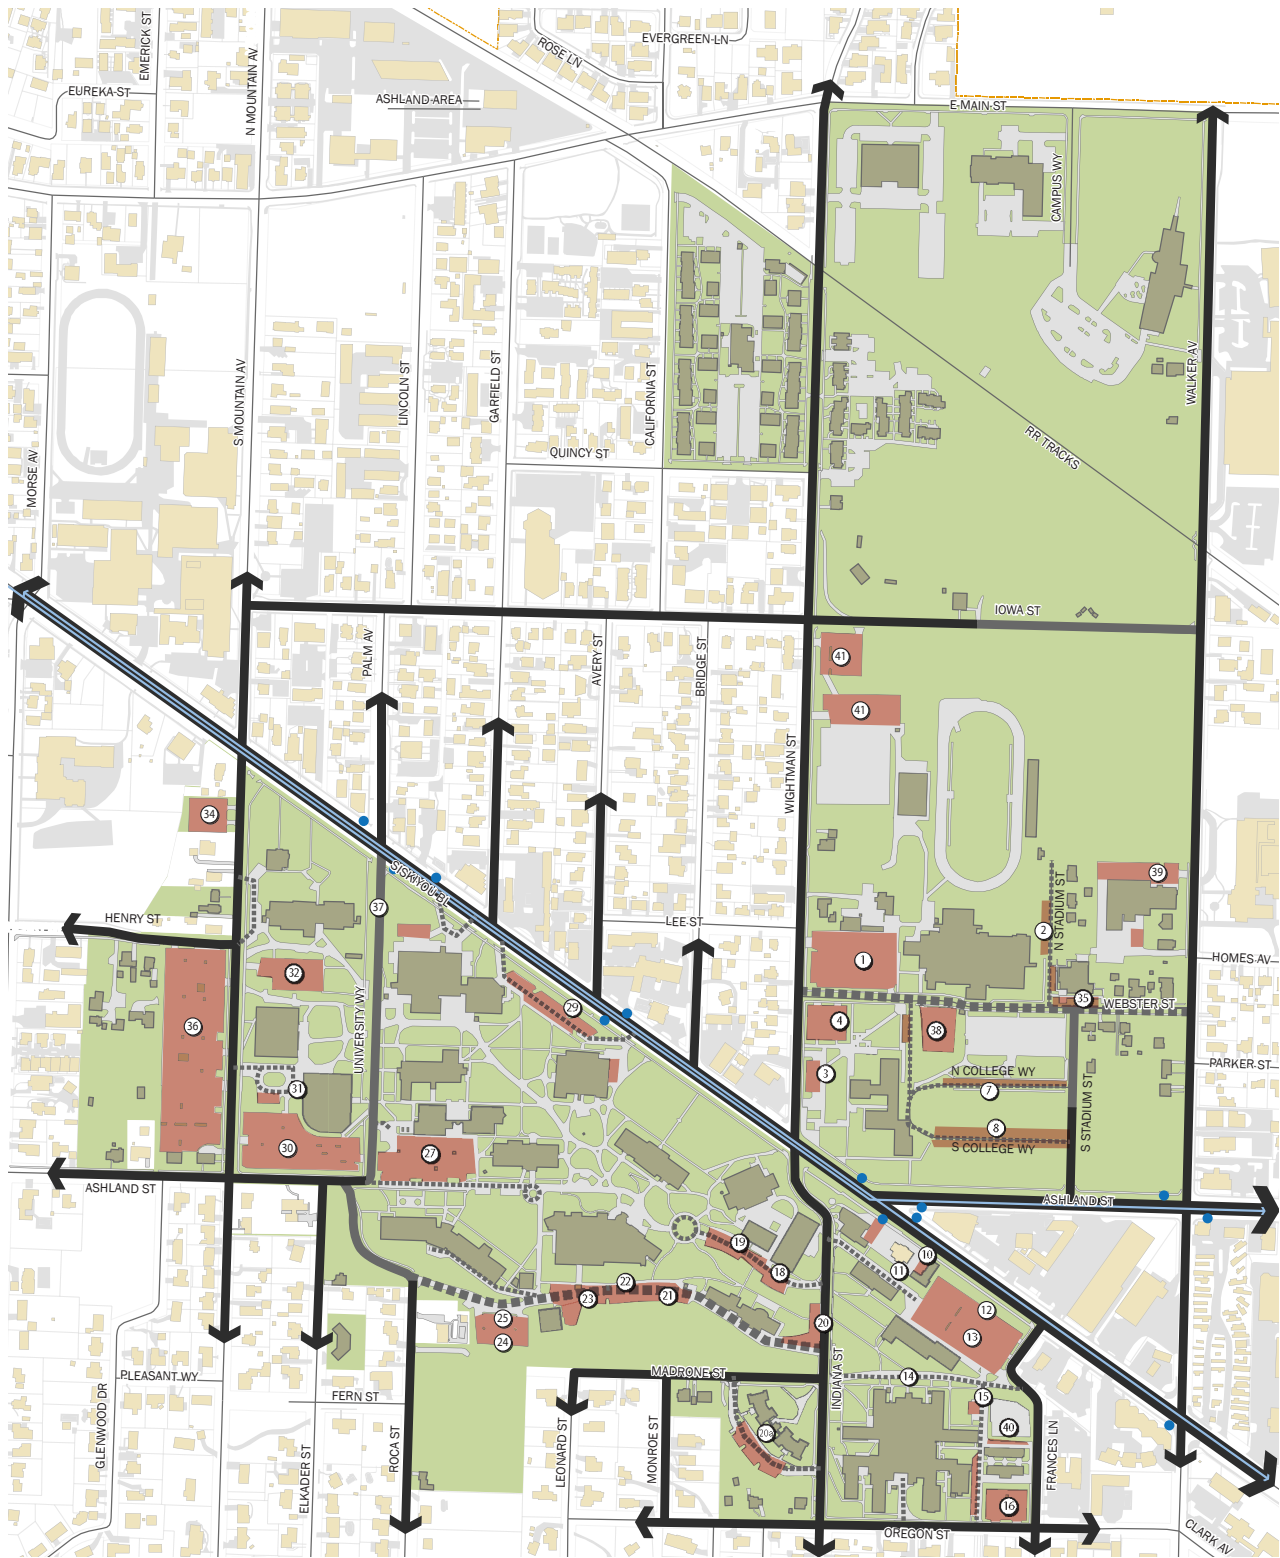 EMERICK ST
EVERGREEN LN
ROSE LN
N MOUNTAIN AV
EUREKA ST
ASHLAND AREA
E MAIN ST
CAMPUS WY
S MOUNTAIN AV
LINCOLN ST
GARFIELD ST
CALIFORNIA ST
WALKER AV
MORSE AV
QUINCY ST
RR TRACKS
IOWA ST
PALM AV
AVERY ST
BRIDGE ST
41
41
WIGHTMAN ST
34
SISKIYOU BL
39
37
HENRY ST
LEE ST
2
N STADIUM ST
1
HOMES AV
32
35
WEBSTER ST
29
36
4
38
UNIVERSITY WY
PARKER ST
3
N COLLEGE WY
31
7
8
S STADIUM ST
30
27
S COLLEGE WY
ASHLAND ST
ASHLAND ST
19
10
18
11
22
23
21
12
25
20
13
24
MADRONE ST
PLEASANT WY
INDIANA ST
14
FERN ST
15
GLENWOOD DR
ELKADER ST
ROCA ST
LEONARD ST
MONROE ST
20a
40
FRANCES LN
16
OREGON ST
CLARK AV